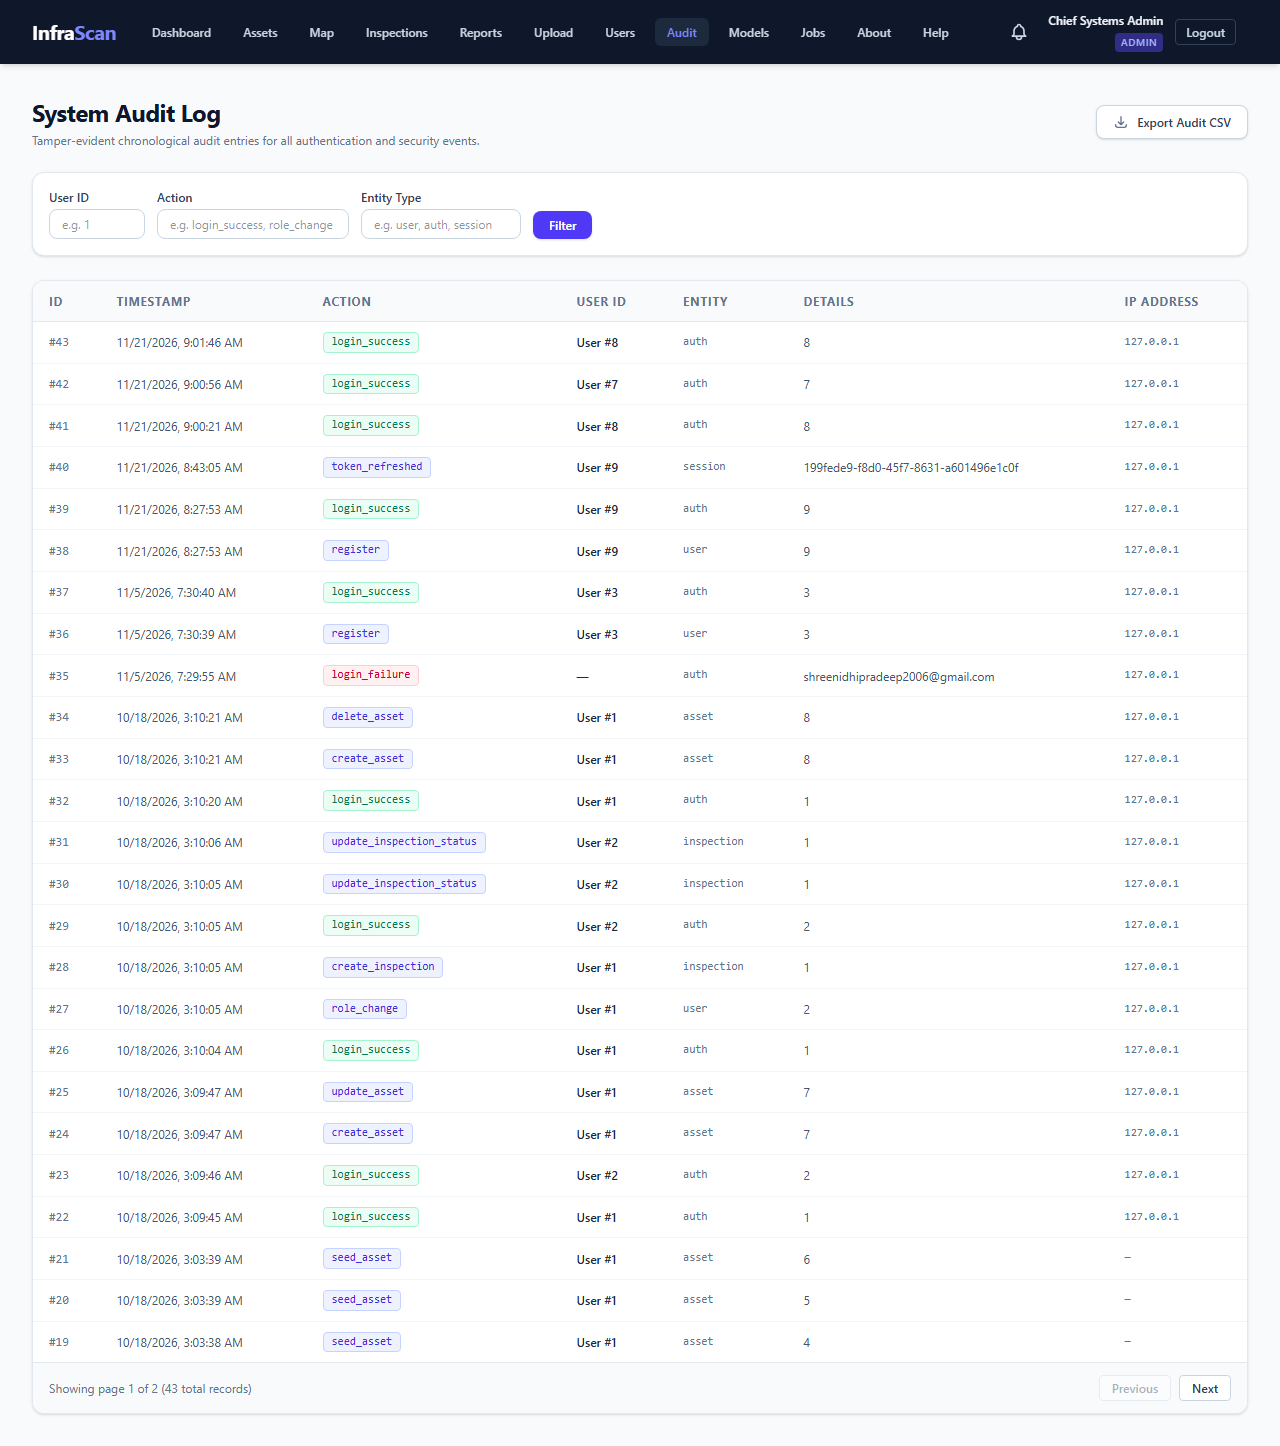 InfraScan Dashboard Assets Map Inspections Reports Upload Users Audit Models Jobs About Help Chief Systems Admin ADMIN Logout
System Audit Log
Tamper-evident chronological audit entries for all authentication and security events.
Export Audit CSV
User ID Action Entity Type
e.g. 1 e.g. login_success, role_change e.g. user, auth, session Filter
ID TIMESTAMP ACTION USER ID ENTITY DETAILS IP ADDRESS
#43 11/21/2026, 9:01:46 AM login_success User #8 auth 8 127.0.0.1
#42 11/21/2026, 9:00:56 AM login_success User #7 auth 7 127.0.0.1
#41 11/21/2026, 9:00:21 AM login_success User #8 auth 8 127.0.0.1
#40 11/21/2026, 8:43:05 AM token_refreshed User #9 session 199fede9-f8d0-45f7-8631-a601496e1c0f 127.0.0.1
#39 11/21/2026, 8:27:53 AM login_success User #9 auth 9 127.0.0.1
#38 11/21/2026, 8:27:53 AM register User #9 user 9 127.0.0.1
#37 11/5/2026, 7:30:40 AM login_success User #3 auth 3 127.0.0.1
#36 11/5/2026, 7:30:39 AM register User #3 user 3 127.0.0.1
#35 11/5/2026, 7:29:55 AM login_failure — auth shreenidhipradeep2006@gmail.com 127.0.0.1
#34 10/18/2026, 3:10:21 AM delete_asset User #1 asset 8 127.0.0.1
#33 10/18/2026, 3:10:21 AM create_asset User #1 asset 8 127.0.0.1
#32 10/18/2026, 3:10:20 AM login_success User #1 auth 1 127.0.0.1
#31 10/18/2026, 3:10:06 AM update_inspection_status User #2 inspection 1 127.0.0.1
#30 10/18/2026, 3:10:05 AM update_inspection_status User #2 inspection 1 127.0.0.1
#29 10/18/2026, 3:10:05 AM login_success User #2 auth 2 127.0.0.1
#28 10/18/2026, 3:10:05 AM create_inspection User #1 inspection 1 127.0.0.1
#27 10/18/2026, 3:10:05 AM role_change User #1 user 2 127.0.0.1
#26 10/18/2026, 3:10:04 AM login_success User #1 auth 1 127.0.0.1
#25 10/18/2026, 3:09:47 AM update_asset User #1 asset 7 127.0.0.1
#24 10/18/2026, 3:09:47 AM create_asset User #1 asset 7 127.0.0.1
#23 10/18/2026, 3:09:46 AM login_success User #2 auth 2 127.0.0.1
#22 10/18/2026, 3:09:45 AM login_success User #1 auth 1 127.0.0.1
#21 10/18/2026, 3:03:39 AM seed_asset User #1 asset 6 —
#20 10/18/2026, 3:03:39 AM seed_asset User #1 asset 5 —
#19 10/18/2026, 3:03:38 AM seed_asset User #1 asset 4 —
Showing page 1 of 2 (43 total records) Previous Next